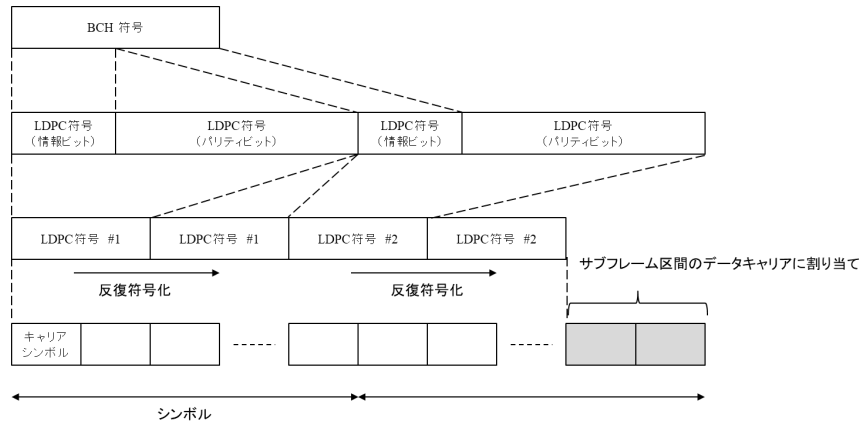 BCH 符号
LDPC符号
（情報ビット）
LDPC符号
（パリティビット）
LDPC符号
（情報ビット）
LDPC符号
（パリティビット）
LDPC符号 #1
LDPC符号 #1
LDPC符号 #2
LDPC符号 #2
サブフレーム区間のデータキャリアに割り当て
反復符号化
反復符号化
キャリア
シンボル
シンボル